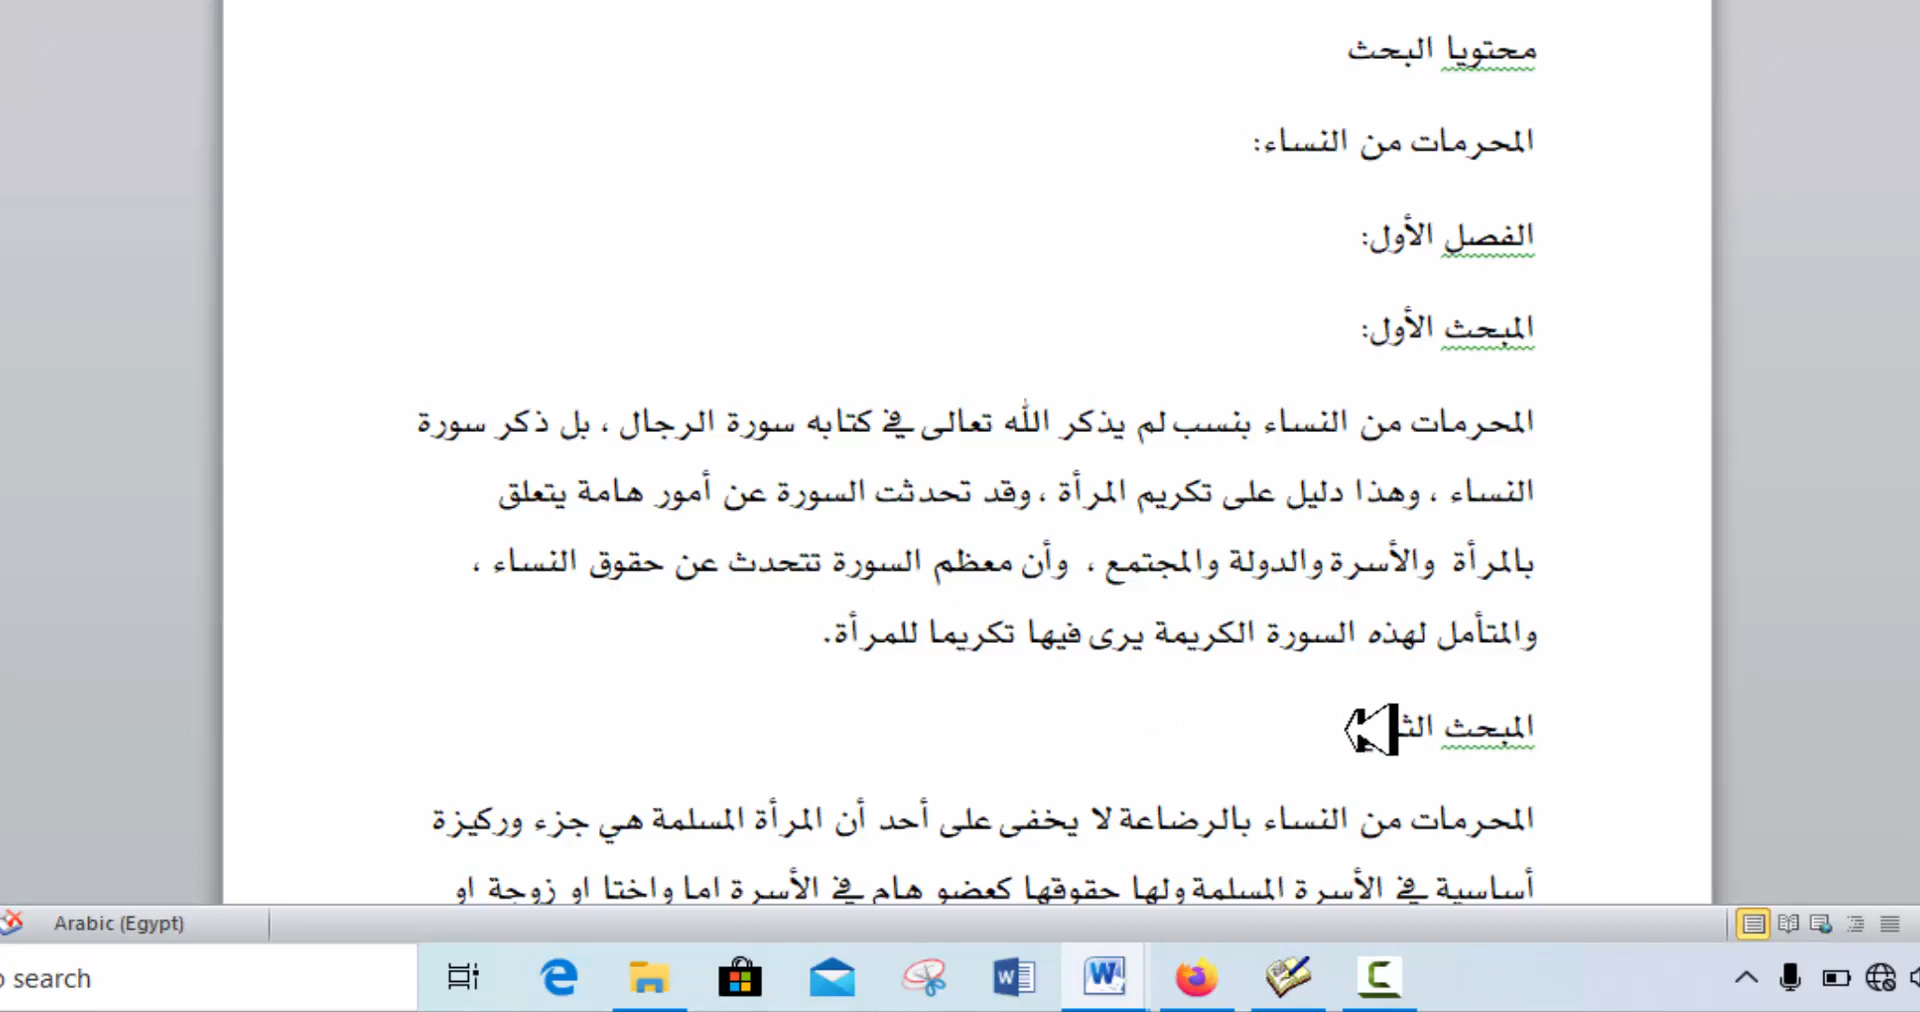 محتويا البحث
المحرمات من النساء:
الفصل الأول:
المبحث الأول:
المحرمات من النساء بنسب لم يذكر الله تعالى في كتابه سورة الرجال ، بل ذكر سورة
النساء ، وهذا دليل على تكريم المرأة ، وقد تحدثت السورة عن أمور هامة يتعلق
بالمرأة والأسرة والدولة والمجتمع ، وأن معظم السورة تتحدث عن حقوق النساء ،
والمتأمل لهذه السورة الكريمة يرى فيها تكريما للمرأة.
المبحث
المحرمات من النساء بالرضاعة لا يخفى على أحد أن المرأة المسلمة هي جزء وركيزة
أساسية في الأسرة المسلمة ولها حقوقها كعضو هام في الأسرة اما واختا او زوجة او
Arabic (Egypt)
search